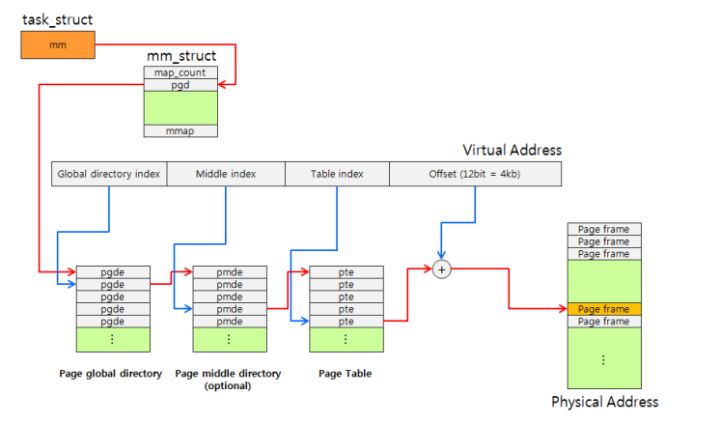 task_struct
mm
mm_struct
map_count
pgd
mmap
Virtual Address
Global directory index
Middle index
Table index
Offset (12bit = 4kb)
pgde
pgde
pgde
pgde
pgde
⋮
Page global directory
pmde
pmde
pmde
pmde
pmde
⋮
Page middle directory
(optional)
pte
pte
pte
pte
pte
⋮
Page Table
+
Page frame
Page frame
Page frame
Page frame
Page frame
⋮
Physical Address